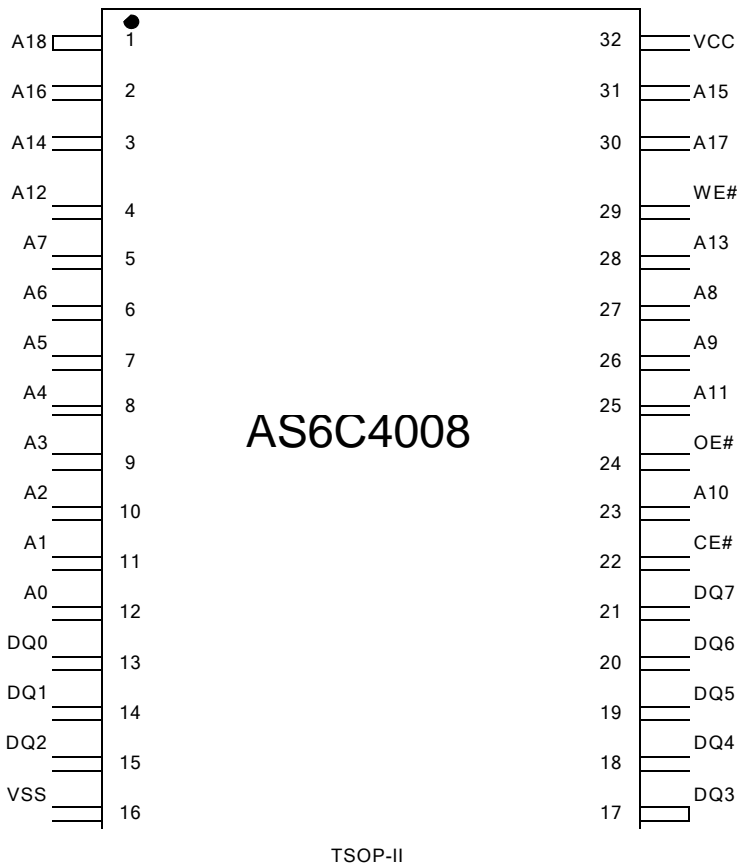 A18 1 32 VCC
A16 2 31 A15
A14 3 30 A17
A12 4 29 WE#
A7 5 28 A13
A6 6 27 A8
A5 7 26 A9
A4 8 25 A11
AS6C4008
A3 9 24 OE#
A2 10 23 A10
A1 11 22 CE#
A0 12 21 DQ7
DQ0 13 20 DQ6
DQ1 14 19 DQ5
DQ2 15 18 DQ4
VSS 16 17 DQ3
TSOP-II